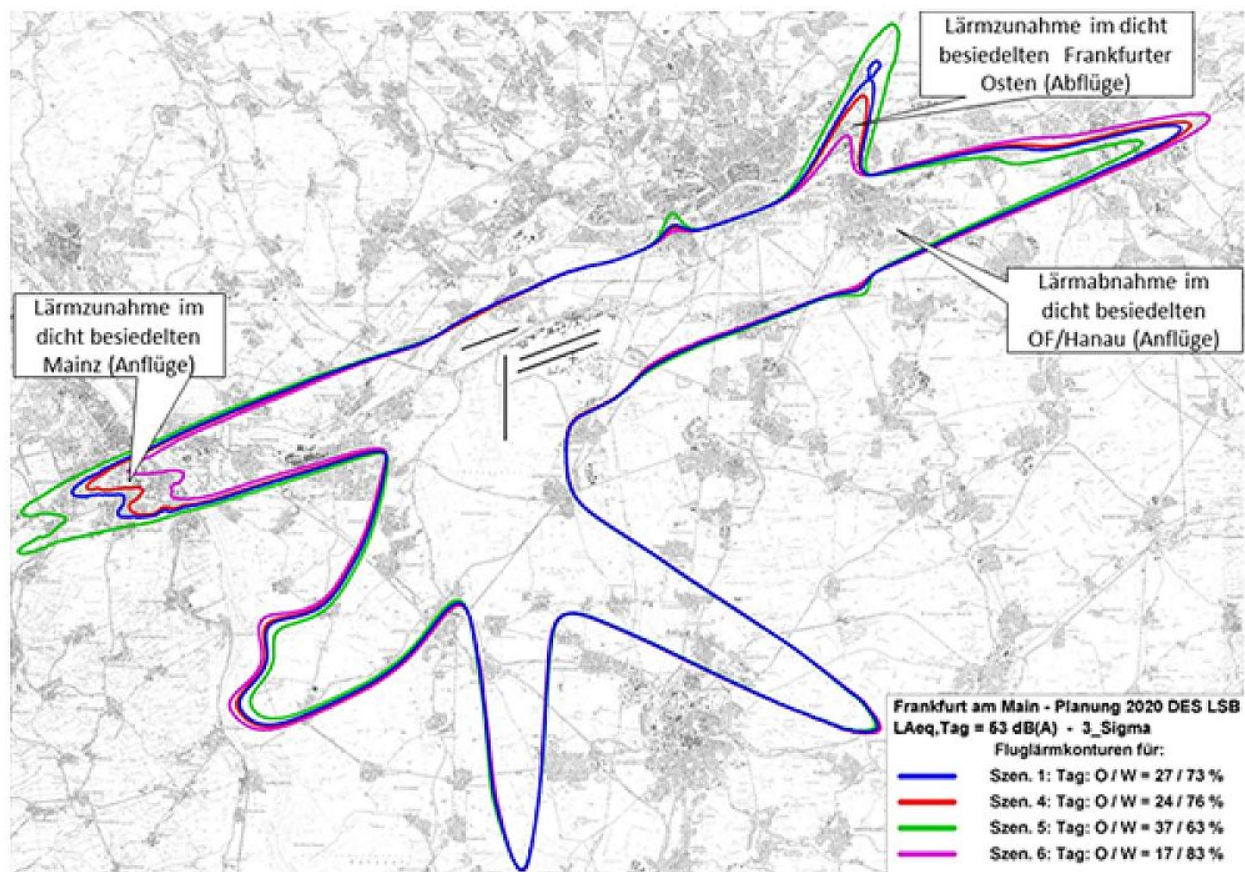 Lärmzunahme im dicht
besiedelten Frankfurter
Osten (Abflüge)
Lärmzunahme im
dicht besiedelten
Mainz (Anflüge)
Lärmabnahme im
dicht besiedelten
OF/Hanau (Anflüge)
Frankfurt am Main - Planung 2020 DES LSB
LAeq,Tag = 53 dB(A) - 3_Sigma
Fluglärmkonturen für:
Szen. 1: Tag: O / W = 27 / 73 %
Szen. 4: Tag: O / W = 24 / 76 %
Szen. 5: Tag: O / W = 37 / 63 %
Szen. 6: Tag: O / W = 17 / 83 %